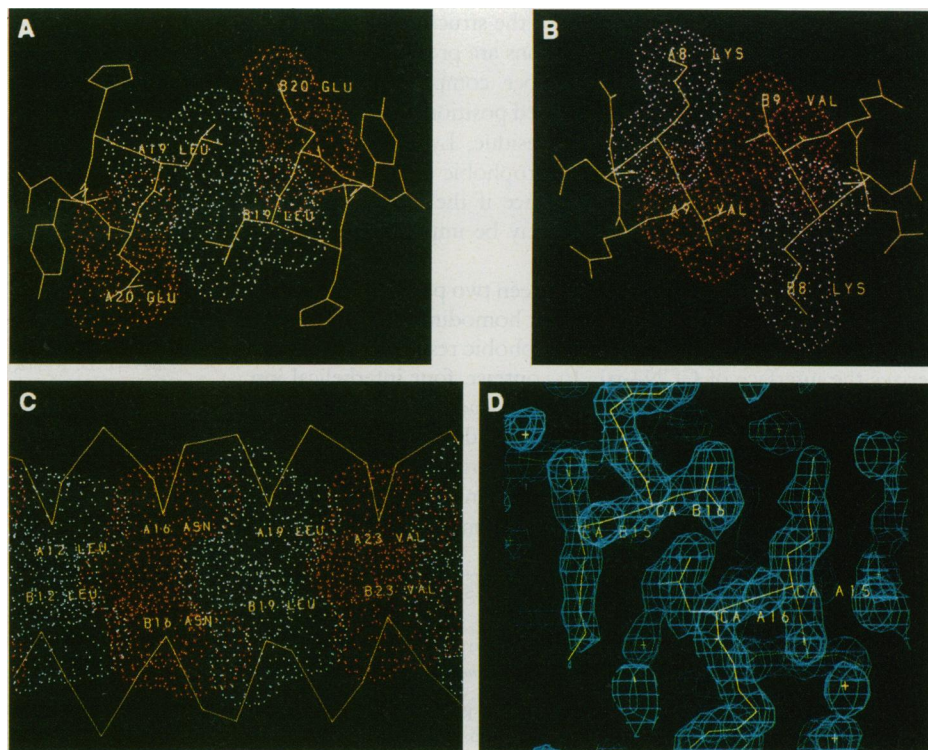 A
B20 GLU
A19 LEU
B19 LEU
A20 GLU
B
A8 LYS
B9 VAL
A9 VAL
B8 LYS
C
A16 ASN A19 LEU
A12 LEU A23 VAL
B12 LEU B19 LEU B23 VAL
B16 ASN
D
CA B16
CA B15
CA A15
CA A16